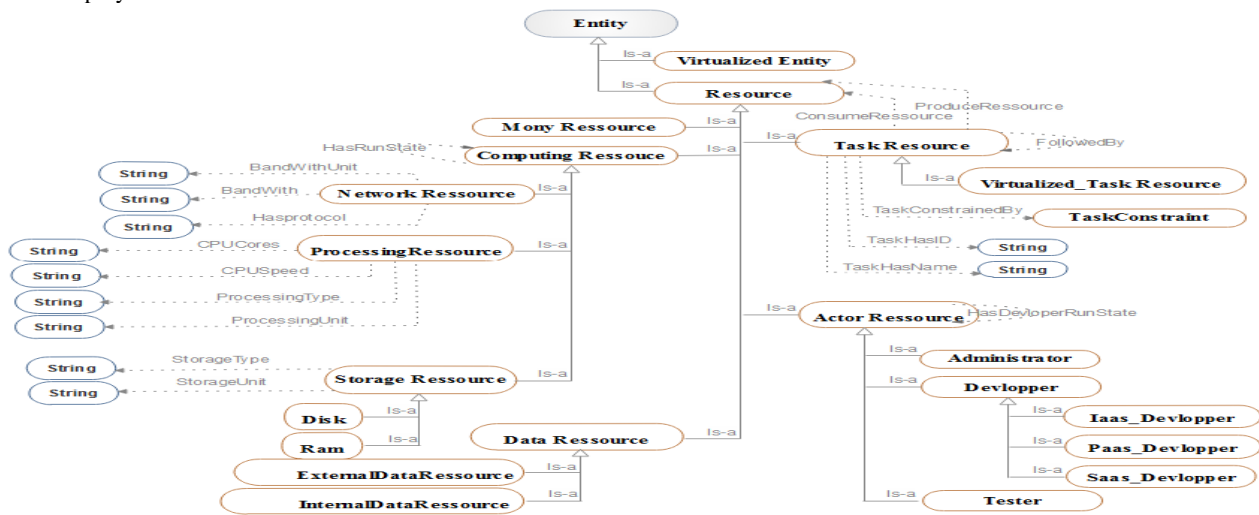 Entity
Is-a
Virtualized Entity
Is-a
Resource
ProduceRessource
ConsumeRessource
Is-a
Mony Ressource
HasRunState
Is-a
Task Resource
FollowedBy
Computing Ressouce
Is-a
BandWithUnit
String
Is-a
Virtualized_Task Resource
BandWith
Network Ressource
Is-a
String
TaskConstrainedBy
TaskConstraint
Hasprotocol
String
CPUCores
String
ProcessingRessource
Is-a
TaskHasID
String
CPUSpeed
String
TaskHasName
String
ProcessingType
String
ProcessingUnit
String
Is-a
Actor Ressource
HasDevloperRunState
StorageType
String
Is-a
Administrator
StorageUnit
String
Storage Ressource
Is-a
Is-a
Devlopper
Disk
Is-a
Is-a
Iaas_Devlopper
Ram
Is-a
Data Ressource
Is-a
Is-a
Paas_Devlopper
ExternalDataRessource
Is-a
Is-a
Saas_Devlopper
InternalDataRessource
Is-a
Is-a
Tester